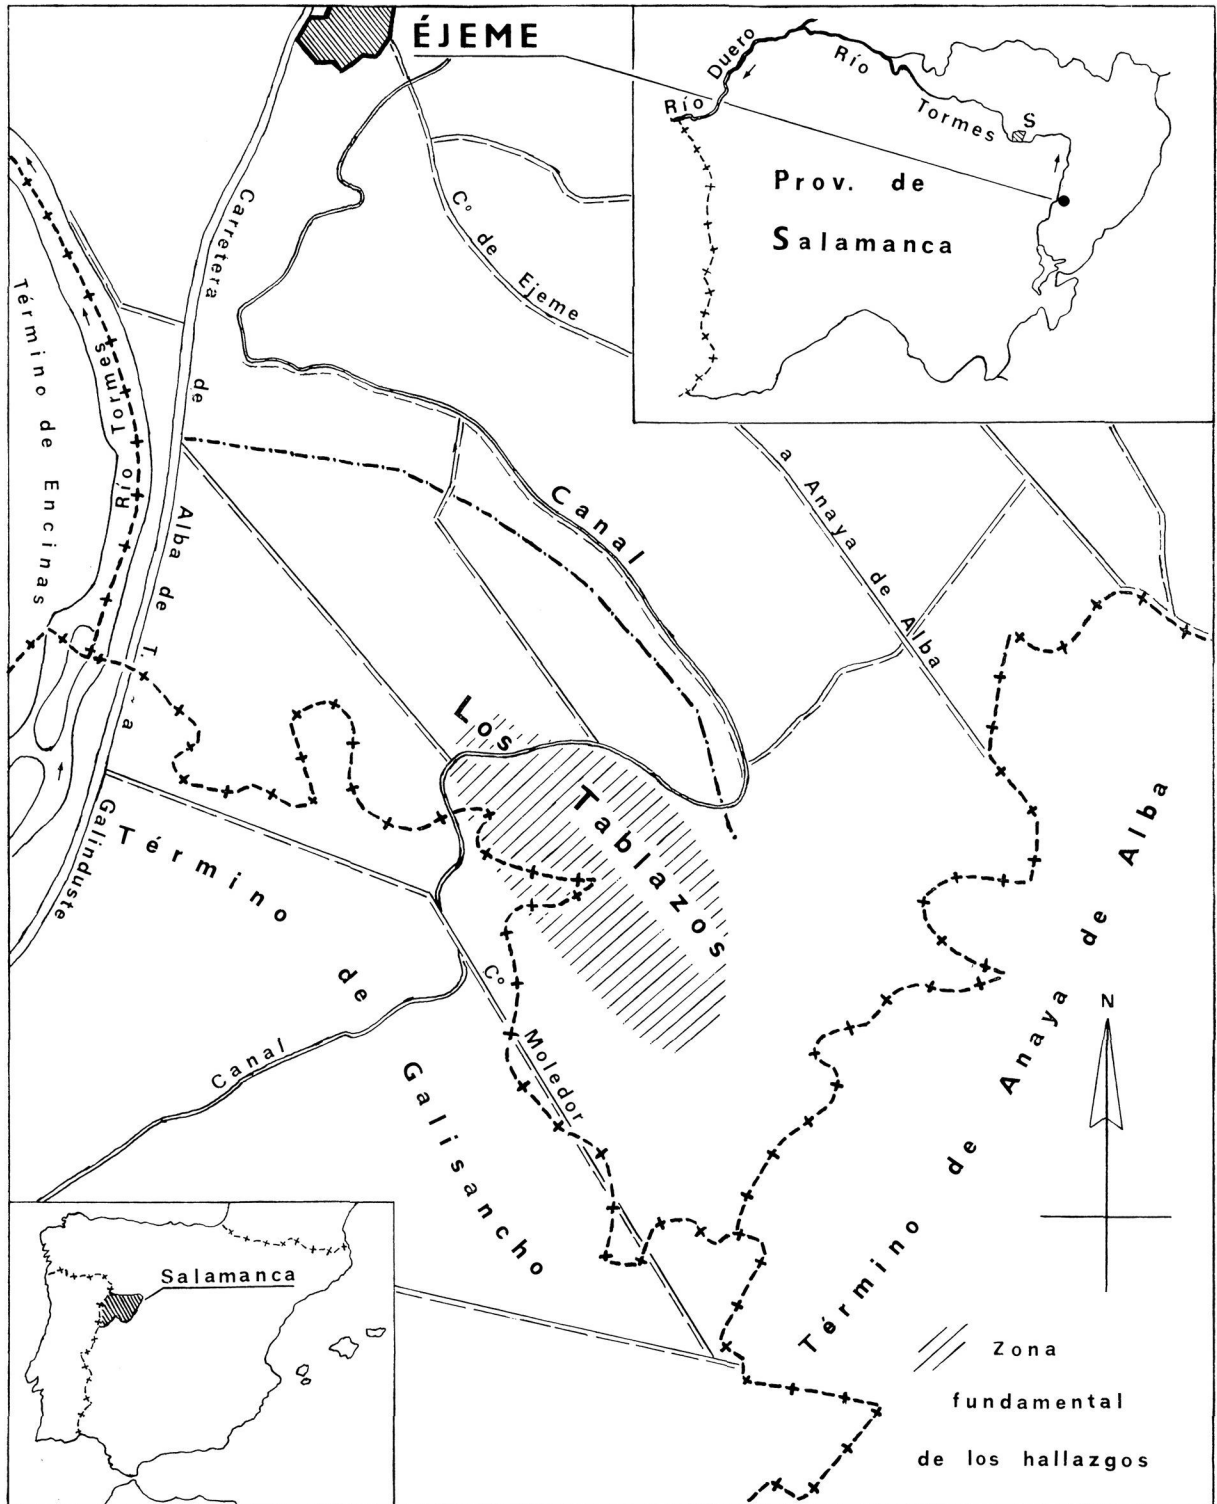 ÉJEME
Río Duero
Río Tormes
S
Prov. de
Salamanca
Cº de Ejeme
Carretera de Alba de T. a Galinduste
Río Tormes
Término de Encinas
Canal
a Anaya de Alba
Los Tablazos
Término de Galisancho
Cº Moledor
Canal
Término de Anaya de Alba
N
Salamanca
Zona
fundamental
de los hallazgos